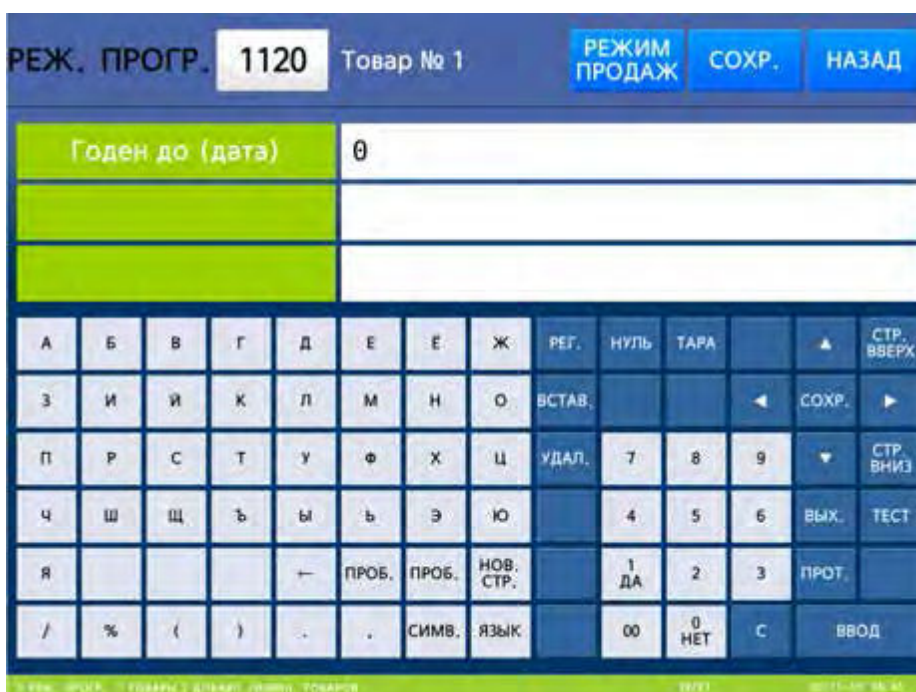 РЕЖ. ПРОГР. 1120 Товар № 1 РЕЖИМ ПРОДАЖ СОХР. НАЗАД
Годен до (дата) 0
А Б В Г Д Е Ё Ж РЕГ. НУЛЬ ТАРА ▲ СТР. ВВЕРХ
З И Й К Л М Н О ВСТАВ. ◄ СОХР. ►
П Р С Т У Ф Х Ц УДАЛ. 7 8 9 ▼ СТР. ВНИЗ
Ч Ш Щ Ъ Ы Ь Э Ю 4 5 6 ВЫХ. ТЕСТ
Я ← ПРОБ. ПРОБ. НОВ. СТР. 1 ДА 2 3 ПРОТ.
/ % ( ) . . СИМВ. ЯЗЫК 00 0 НЕТ С ВВОД